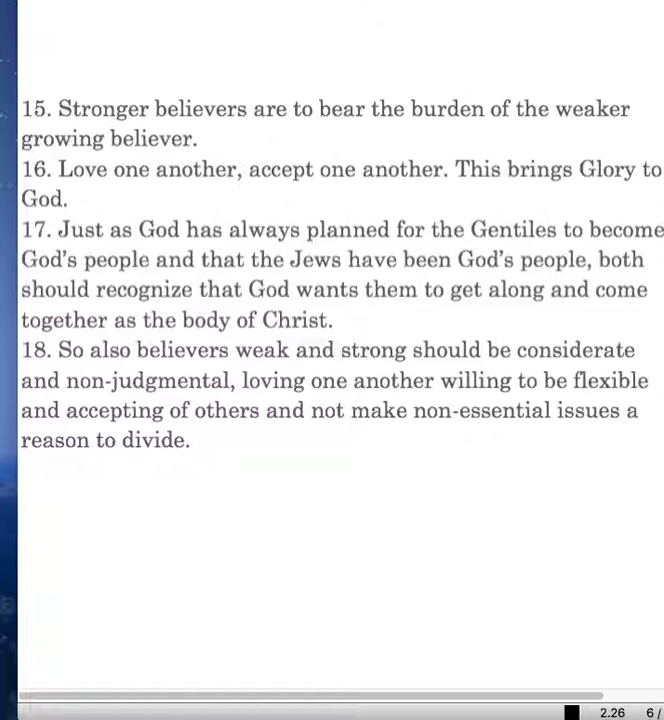 15. Stronger believers are to bear the burden of the weaker
growing believer.
16. Love one another, accept one another. This brings Glory to
God.
17. Just as God has always planned for the Gentiles to become
God's people and that the Jews have been God's people, both
should recognize that God wants them to get along and come
together as the body of Christ.
18. So also believers weak and strong should be considerate
and non-judgmental, loving one another willing to be flexible
and accepting of others and not make non-essential issues a
reason to divide.
2.26 6 /